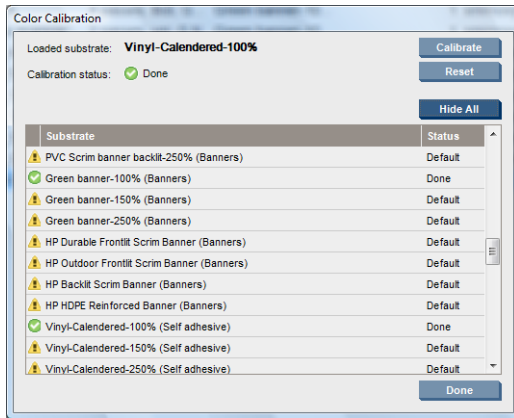 Color Calibration
Loaded substrate: Vinyl-Calendered-100% Calibrate
Calibration status: Done Reset
Hide All
Substrate Status
PVC Scrim banner backlit-250% (Banners) Default
Green banner-100% (Banners) Done
Green banner-150% (Banners) Default
Green banner-250% (Banners) Default
HP Durable Frontlit Scrim Banner (Banners) Default
HP Outdoor Frontlit Scrim Banner (Banners) Default
HP Backlit Scrim Banner (Banners) Default
HP HDPE Reinforced Banner (Banners) Default
Vinyl-Calendered-100% (Self adhesive) Done
Vinyl-Calendered-150% (Self adhesive) Default
Vinyl-Calendered-250% (Self adhesive) Default
Done